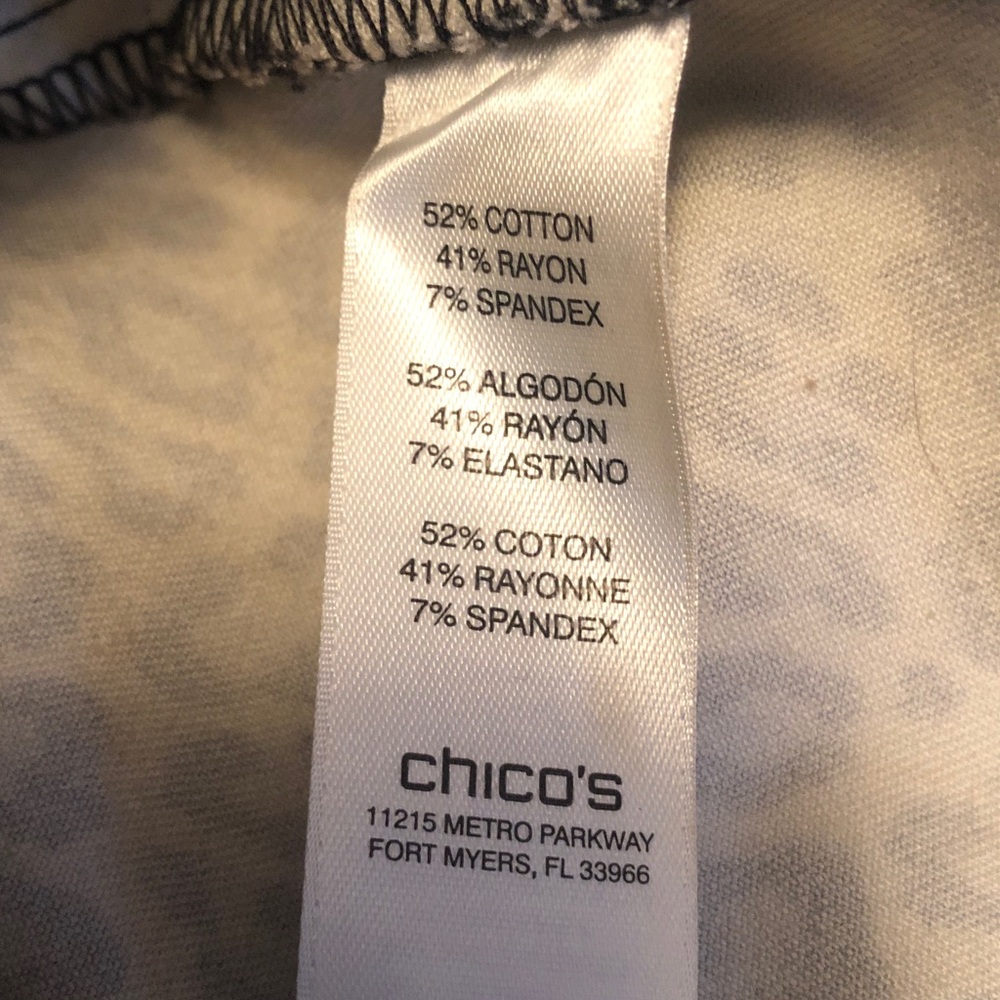 52% COTTON
41% RAYON
7% SPANDEX
52% ALGODÓN
41% RAYÓN
7% ELASTANO
52% COTON
41% RAYONNE
7% SPANDEX
chico's
11215 METRO PARKWAY
FORT MYERS, FL 33966